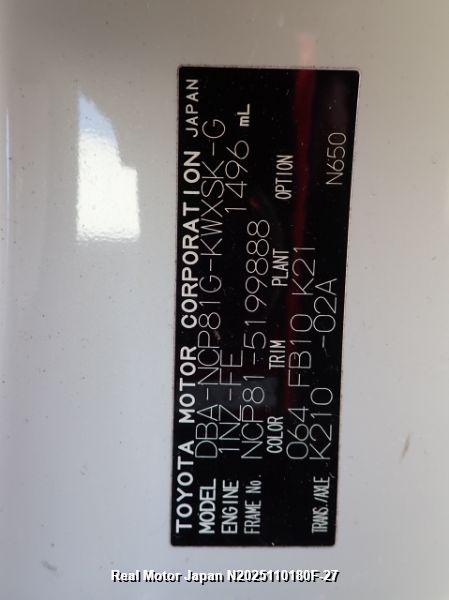 TOYOTA MOTOR CORPORATION JAPAN
MODEL DBA-NCP81G-KWXSK-G
ENGINE 1NZ-FE 1496 mL
FRAME No. NCP81-5199888
COLOR TRIM PLANT OPTION
064 FB10 K21
TRANS./AXLE K210 -02A N650
Real Motor Japan N2025110180F-27